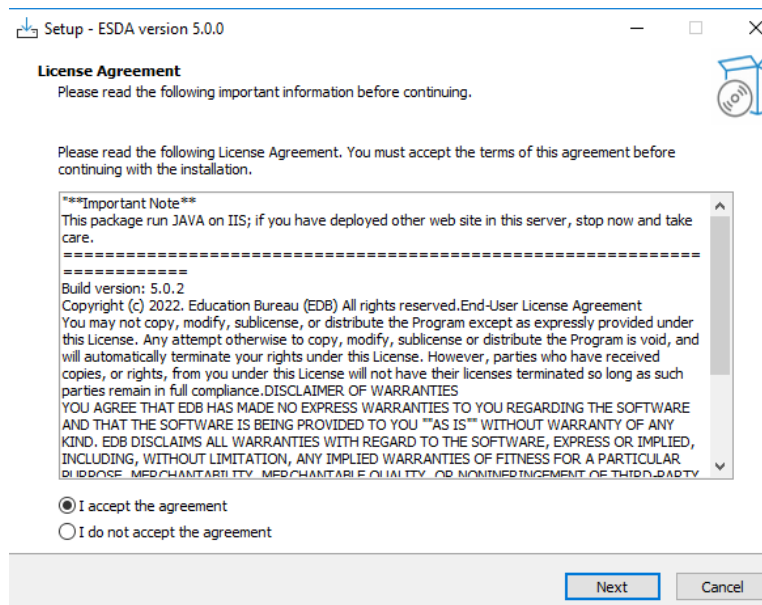 Setup - ESDA version 5.0.0
License Agreement
Please read the following important information before continuing.
Please read the following License Agreement. You must accept the terms of this agreement before
continuing with the installation.
"**Important Note**
This package run JAVA on IIS; if you have deployed other web site in this server, stop now and take
care.
=============================================================
============
Build version: 5.0.2
Copyright (c) 2022. Education Bureau (EDB) All rights reserved.End-User License Agreement
You may not copy, modify, sublicense, or distribute the Program except as expressly provided under
this License. Any attempt otherwise to copy, modify, sublicense or distribute the Program is void, and
will automatically terminate your rights under this License. However, parties who have received
copies, or rights, from you under this License will not have their licenses terminated so long as such
parties remain in full compliance.DISCLAIMER OF WARRANTIES
YOU AGREE THAT EDB HAS MADE NO EXPRESS WARRANTIES TO YOU REGARDING THE SOFTWARE
AND THAT THE SOFTWARE IS BEING PROVIDED TO YOU ""AS IS"" WITHOUT WARRANTY OF ANY
KIND. EDB DISCLAIMS ALL WARRANTIES WITH REGARD TO THE SOFTWARE, EXPRESS OR IMPLIED,
INCLUDING, WITHOUT LIMITATION, ANY IMPLIED WARRANTIES OF FITNESS FOR A PARTICULAR
PURPOSE, MERCHANTABILITY, MERCHANTABLE QUALITY, OR NONINFRINGEMENT OF THIRD-PARTY
I accept the agreement
I do not accept the agreement
Next
Cancel